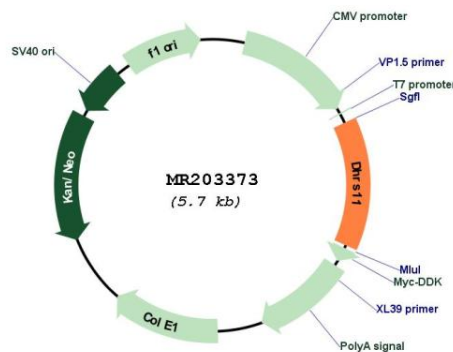 CMV promoter
VP1.5 primer
T7 promoter
SgfI
Dhrs11
MluI
Myc-DDK
XL39 primer
PolyA signal
Col E1
Kan/Neo
SV40 ori
f1 ori
MR203373
(5.7 kb)